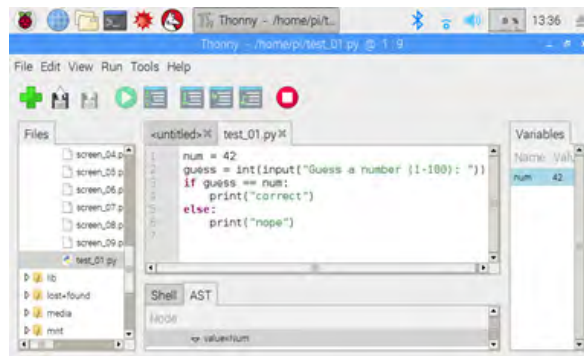 Thonny - /home/pi/t...
13:36
Thonny - /home/pi/test_01.py @ 1 : 9
File Edit View Run Tools Help
Files
screen_04.p
screen_05.p
screen_06.p
screen_07.p
screen_08.p
screen_09.p
test_01.py
lib
lost+found
media
mnt
<untitled> test_01.py
num = 42
guess = int(input("Guess a number (1-100): "))
if guess == num:
print("correct")
else:
print("nope")
Shell AST
Node
value=Num
Variables
Name Valu
num 42